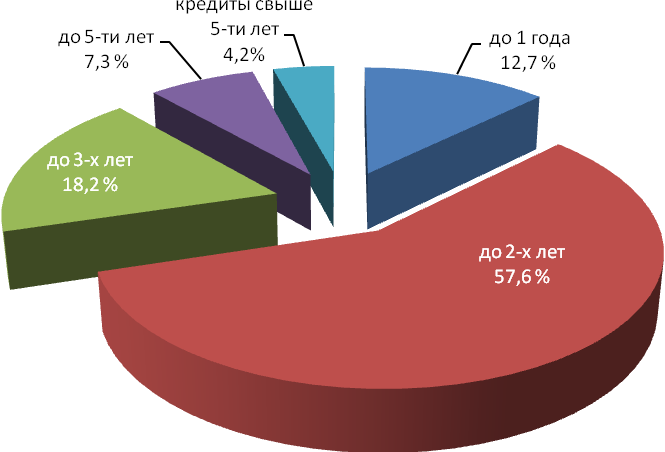 кредиты свыше
5-ти лет
4,2%
до 5-ти лет
7,3 %
до 1 года
12,7 %
до 3-х лет
18,2 %
до 2-х лет
57,6 %